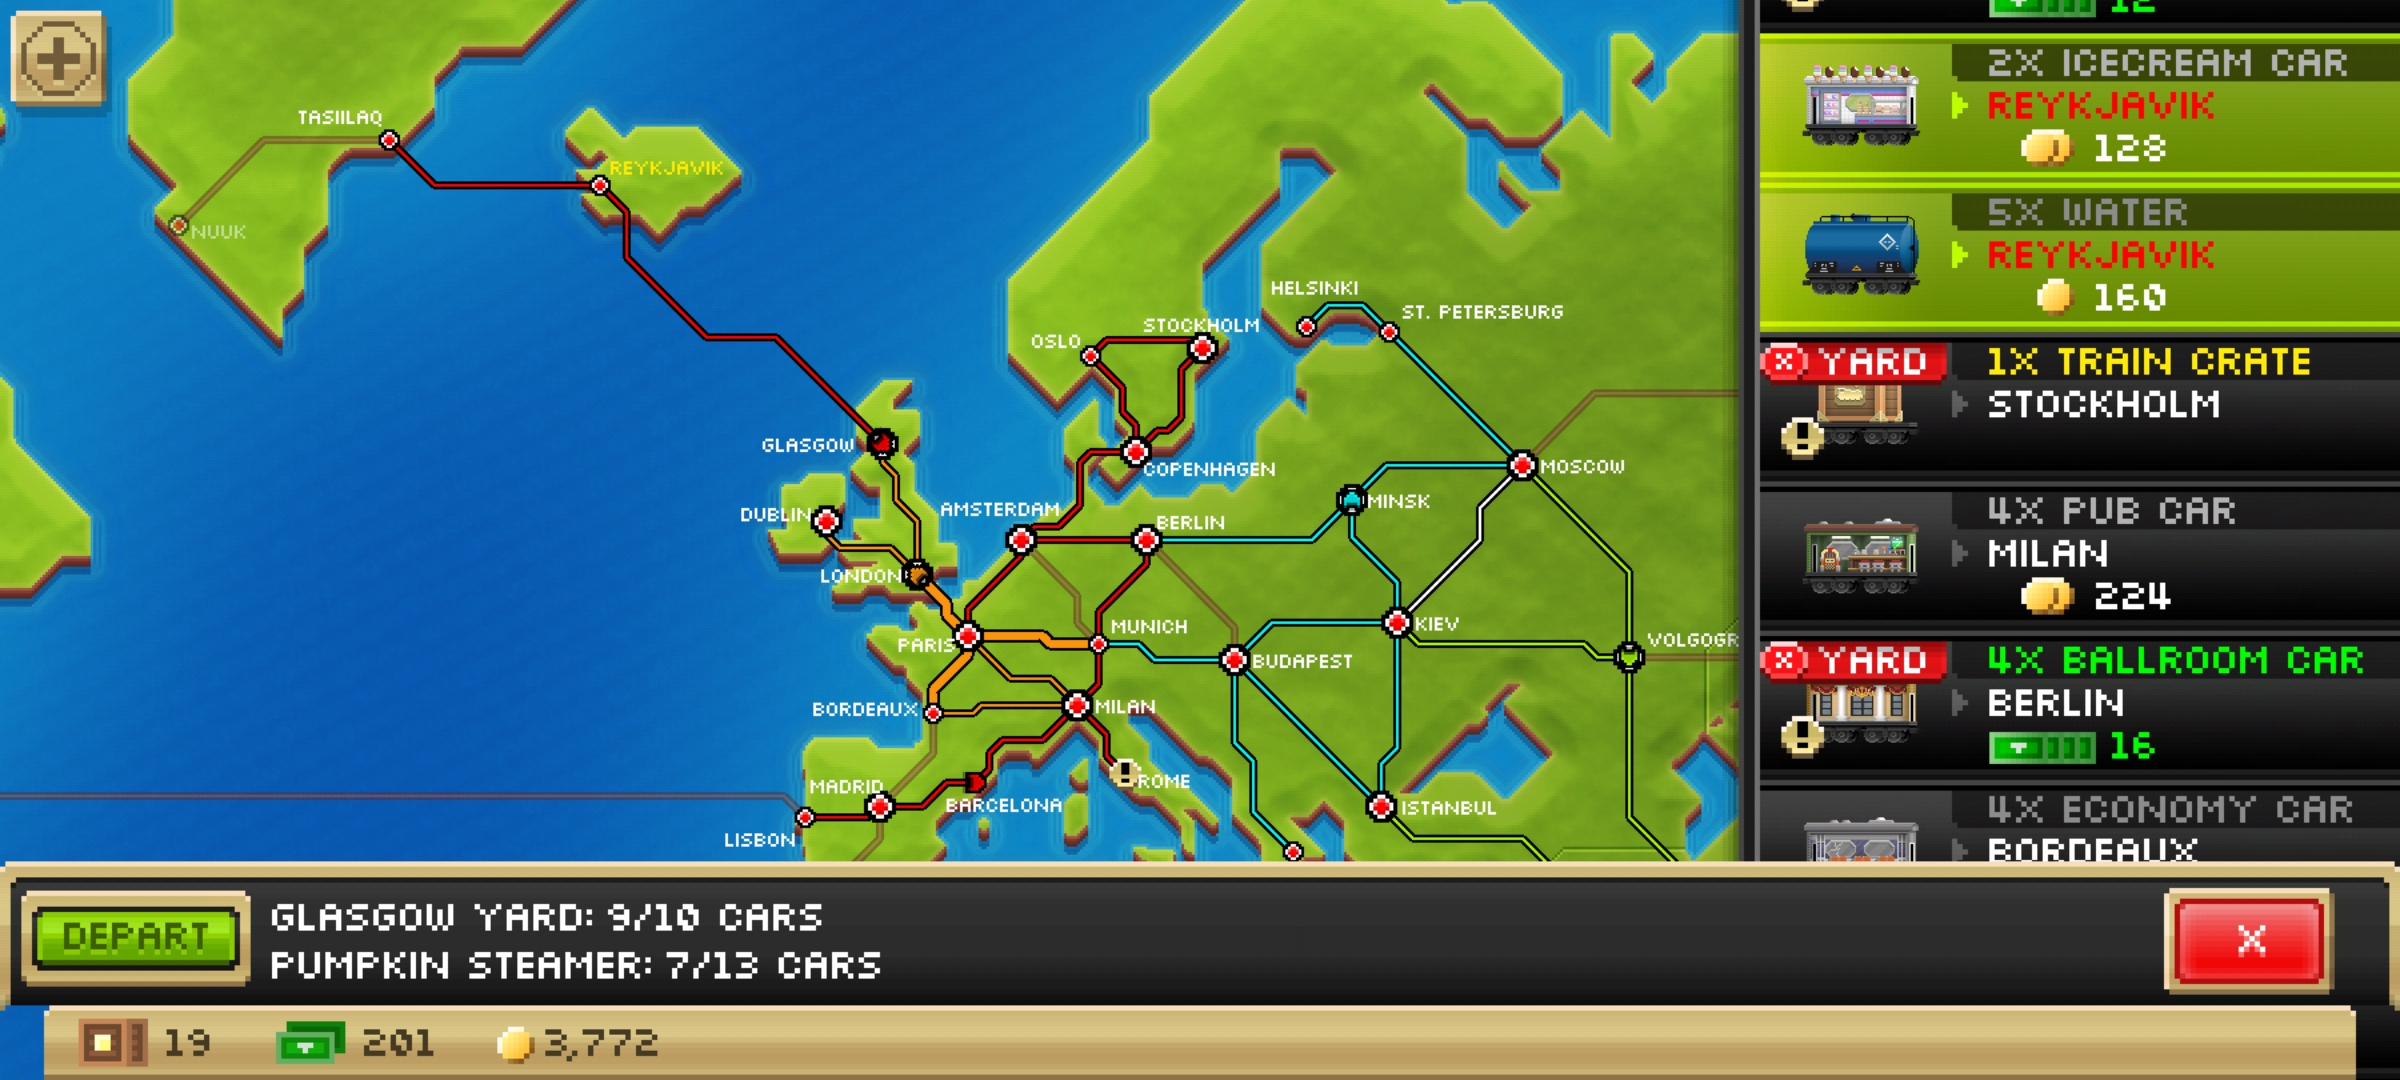 TASIILAQ
REYKJAVIK
NUUK
HELSINKI
ST. PETERSBURG
STOCKHOLM
OSLO
GLASGOW
COPENHAGEN
MOSCOW
MINSK
AMSTERDAM
BERLIN
DUBLIN
LONDON
PARIS
MUNICH
KIEV
VOLGOGR
BUDAPEST
BORDEAUX
MILAN
MADRID
ROME
BARCELONA
ISTANBUL
LISBON
12
2X ICECREAM CAR
REYKJAVIK
128
5X WATER
REYKJAVIK
160
YARD 1X TRAIN CRATE
STOCKHOLM
4X PUB CAR
MILAN
224
YARD 4X BALLROOM CAR
BERLIN
16
4X ECONOMY CAR
BORDEAUX
DEPART
GLASGOW YARD: 9/10 CARS
PUMPKIN STEAMER: 7/13 CARS
X
19 201 3,772